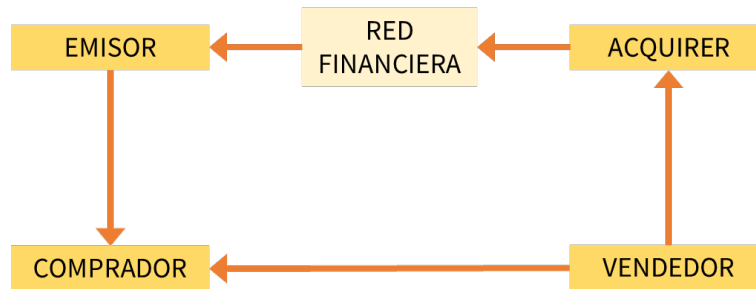 EMISOR
RED
FINANCIERA
ACQUIRER
COMPRADOR
VENDEDOR